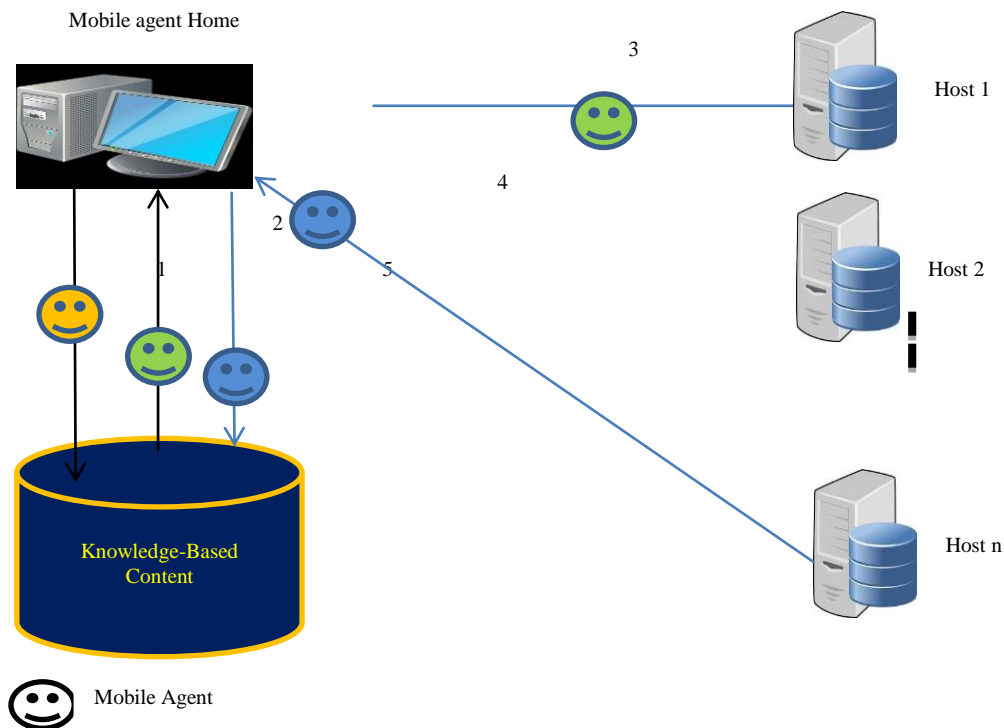 Mobile agent Home
3
Host 1
4
2
Host 2
1
5
Knowledge-Based
Content
Host n
Mobile Agent